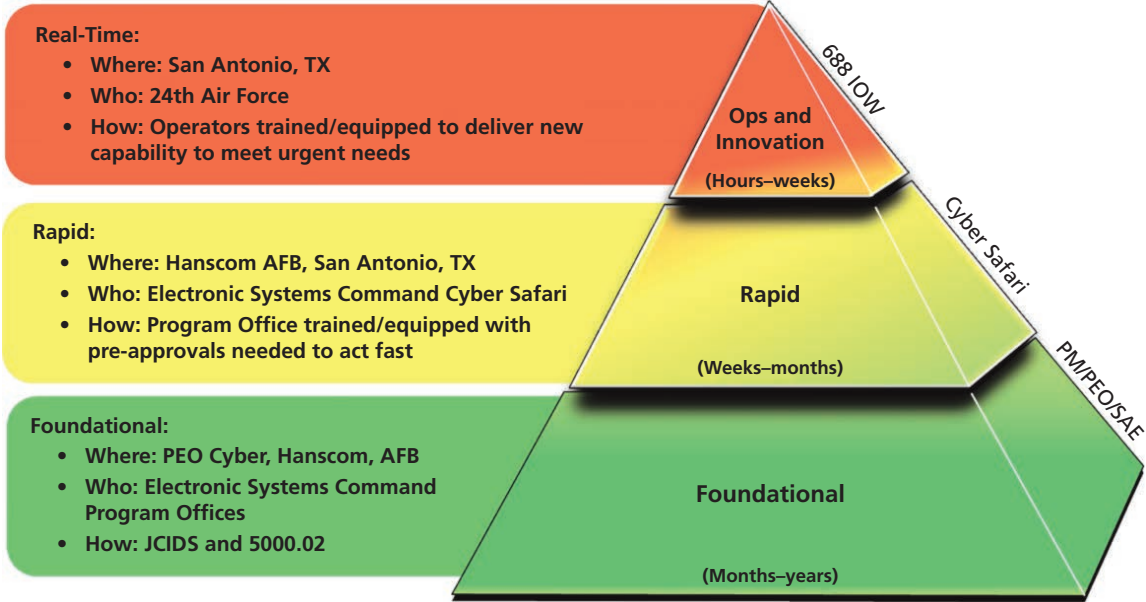 Real-Time:
• Where: San Antonio, TX
• Who: 24th Air Force
• How: Operators trained/equipped to deliver new
capability to meet urgent needs
Ops and
Innovation
(Hours–weeks)
688 IOW
Rapid:
• Where: Hanscom AFB, San Antonio, TX
• Who: Electronic Systems Command Cyber Safari
• How: Program Office trained/equipped with
pre-approvals needed to act fast
Rapid
(Weeks–months)
Cyber Safari
Foundational:
• Where: PEO Cyber, Hanscom, AFB
• Who: Electronic Systems Command
Program Offices
• How: JCIDS and 5000.02
Foundational
(Months–years)
PM/PEO/SAE